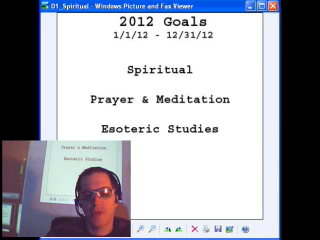 01_Spiritual - Windows Picture and Fax Viewer
2012 Goals
1/1/12 - 12/31/12
Spiritual
Prayer & Meditation
Esoteric Studies
Prayer & Meditation
Esoteric Studies